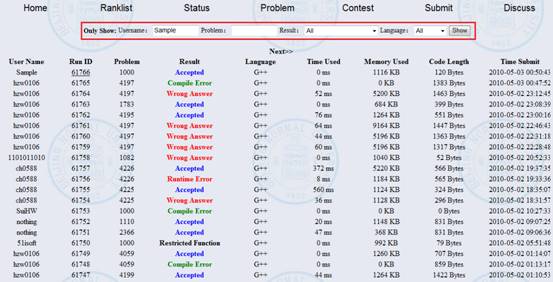 Home Ranklist Status Problem Contest Submit Discuss
Only Show: Username: Sample Problem: Result: All Language: All Show
Next>>
User Name Run ID Problem Result Language Time Used Memory Used Code Length Time Submit
Sample 61766 1000 Accepted G++ 0 ms 1116 KB 120 Bytes 2010-05-03 00:50:43
hzw0106 61765 4197 Compile Error G++ 0 ms 0 KB 1383 Bytes 2010-05-03 00:47:52
hzw0106 61764 4197 Wrong Answer G++ 52 ms 5200 KB 1463 Bytes 2010-05-02 23:12:45
hzw0106 61763 1783 Accepted G++ 0 ms 684 KB 399 Bytes 2010-05-02 23:08:39
hzw0106 61762 4195 Accepted G++ 76 ms 1264 KB 551 Bytes 2010-05-02 23:00:16
hzw0106 61761 4197 Wrong Answer G++ 64 ms 9164 KB 1447 Bytes 2010-05-02 22:46:43
hzw0106 61760 4197 Wrong Answer G++ 44 ms 5196 KB 1363 Bytes 2010-05-02 22:31:18
hzw0106 61759 4197 Wrong Answer G++ 60 ms 5196 KB 1317 Bytes 2010-05-02 22:28:48
1101011010 61758 1082 Wrong Answer G++ 0 ms 1040 KB 52 Bytes 2010-05-02 20:52:33
ch0588 61757 4226 Accepted G++ 372 ms 5220 KB 566 Bytes 2010-05-02 19:37:35
ch0588 61756 4226 Runtime Error G++ 8 ms 1184 KB 565 Bytes 2010-05-02 19:33:36
ch0588 61755 4225 Accepted G++ 560 ms 1124 KB 324 Bytes 2010-05-02 18:35:07
ch0588 61754 4225 Wrong Answer G++ 36 ms 1128 KB 296 Bytes 2010-05-02 18:31:57
SniHW 61753 1000 Compile Error G++ 0 ms 0 KB 0 Bytes 2010-05-02 10:27:33
nothing 61752 1110 Accepted G++ 20 ms 1148 KB 831 Bytes 2010-05-02 09:07:25
nothing 61751 2366 Accepted G++ 47 ms 368 KB 831 Bytes 2010-05-02 09:06:36
51isoft 61750 1000 Restricted Function G++ 0 ms 992 KB 79 Bytes 2010-05-02 05:51:48
hzw0106 61749 4059 Accepted G++ 0 ms 1260 KB 707 Bytes 2010-05-02 01:14:07
hzw0106 61748 4059 Compile Error G++ 0 ms 0 KB 859 Bytes 2010-05-02 01:13:17
hzw0106 61747 4199 Accepted G++ 44 ms 1264 KB 1422 Bytes 2010-05-02 01:10:53